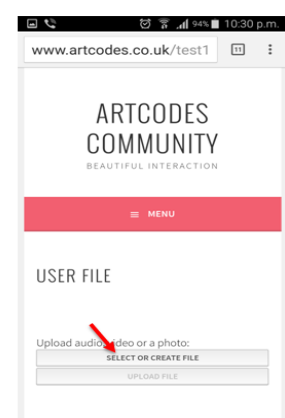 94% 10:30 p.m.
www.artcodes.co.uk/test1 11
ARTCODES
COMMUNITY
BEAUTIFUL INTERACTION
≡ MENU
USER FILE
Upload audio, video or a photo:
SELECT OR CREATE FILE
UPLOAD FILE